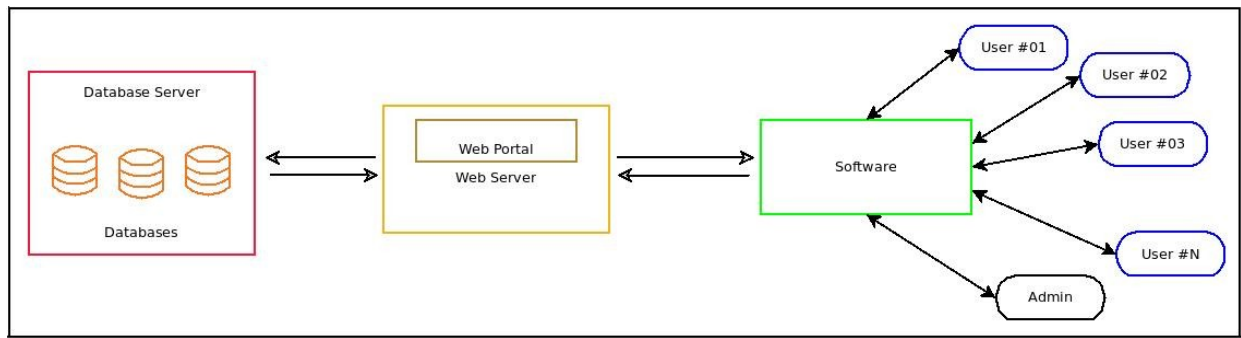 Database Server
Databases
Web Portal
Web Server
Software
User #01
User #02
User #03
User #N
Admin